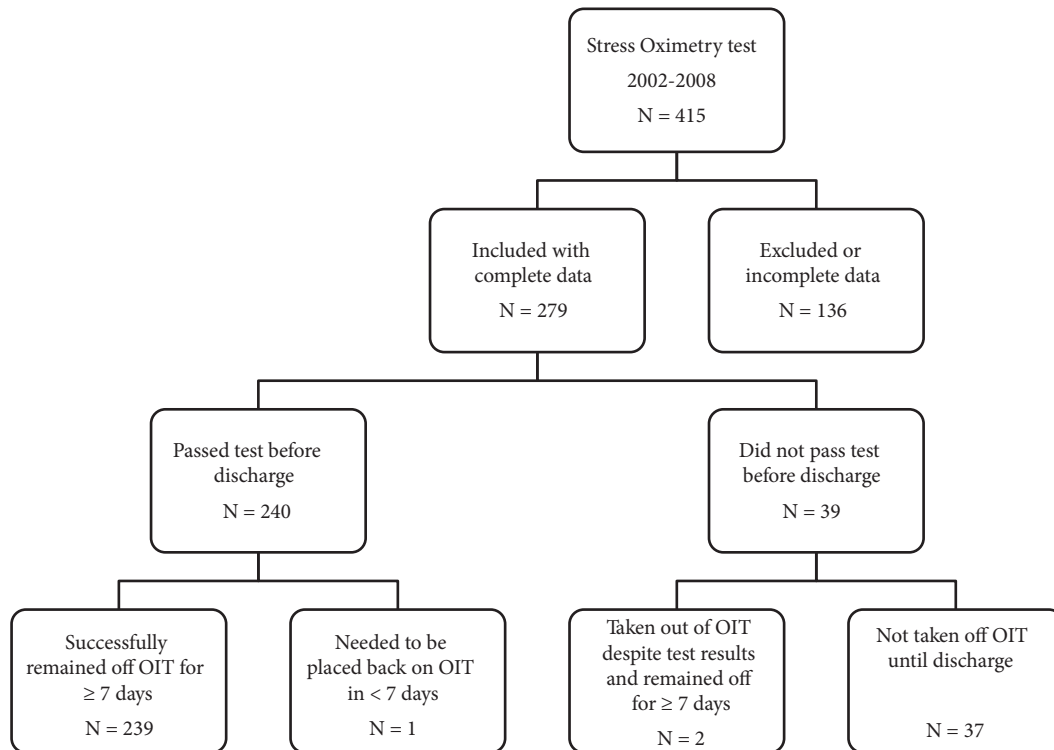 Stress Oximetry test
2002-2008
N = 415
Included with
complete data
N = 279
Excluded or
incomplete data
N = 136
Passed test before
discharge
N = 240
Did not pass test
before discharge
N = 39
Successfully
remained off OIT for
≥ 7 days
N = 239
Needed to be
placed back on OIT
in < 7 days
N = 1
Taken out of OIT
despite test results
and remained off
for ≥ 7 days
N = 2
Not taken off OIT
until discharge
N = 37